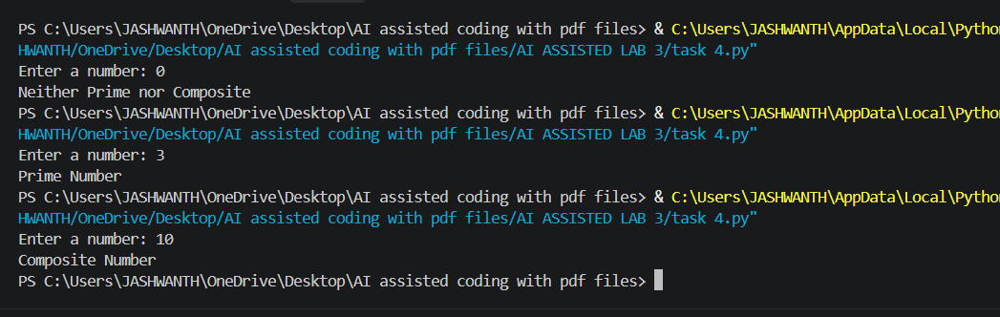 PS C:\Users\JASHWANTH\OneDrive\Desktop\AI assisted coding with pdf files> & C:\Users\JASHWANTH\AppData\Local\Python
HWANTH/OneDrive/Desktop/AI assisted coding with pdf files/AI ASSISTED LAB 3/task 4.py"
Enter a number: 0
Neither Prime nor Composite
PS C:\Users\JASHWANTH\OneDrive\Desktop\AI assisted coding with pdf files> & C:\Users\JASHWANTH\AppData\Local\Python
HWANTH/OneDrive/Desktop/AI assisted coding with pdf files/AI ASSISTED LAB 3/task 4.py"
Enter a number: 3
Prime Number
PS C:\Users\JASHWANTH\OneDrive\Desktop\AI assisted coding with pdf files> & C:\Users\JASHWANTH\AppData\Local\Python
HWANTH/OneDrive/Desktop/AI assisted coding with pdf files/AI ASSISTED LAB 3/task 4.py"
Enter a number: 10
Composite Number
PS C:\Users\JASHWANTH\OneDrive\Desktop\AI assisted coding with pdf files>